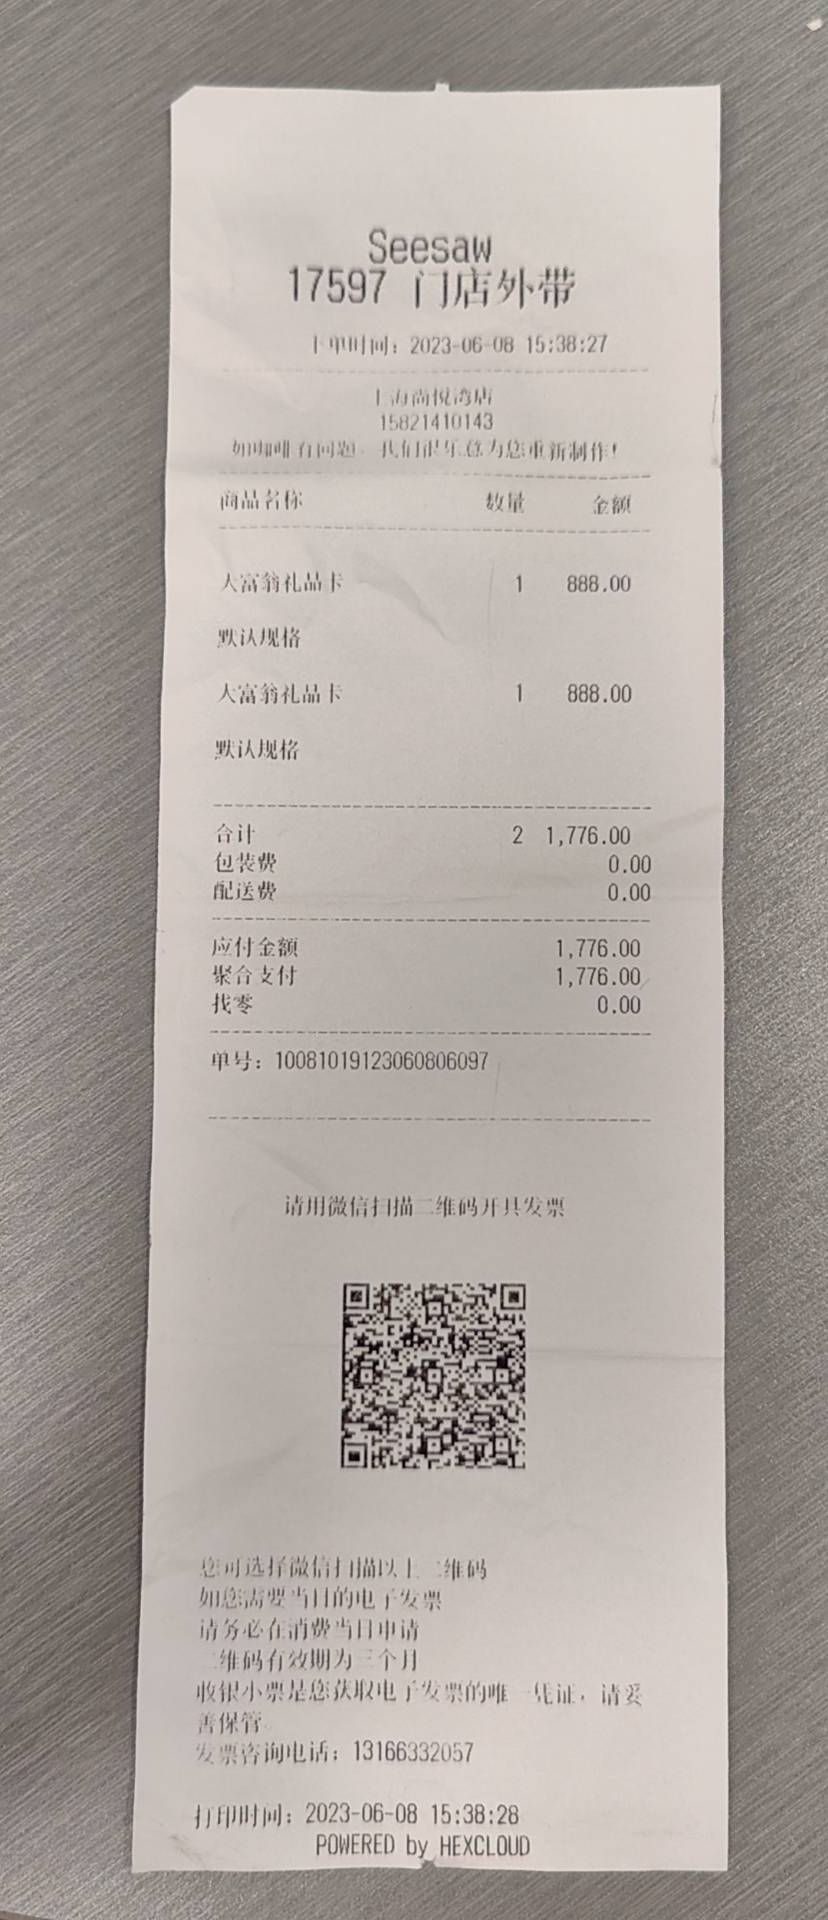 Seesaw
17597 门店外带
下单时间：2023-06-08 15:38:27
上海尚悦湾店
15821410143
如咖啡有问题，我们很乐意为您重新制作！
商品名称 数量 金额
大富翁礼品卡 1 888.00
默认规格
大富翁礼品卡 1 888.00
默认规格
合计 2 1,776.00
包装费 0.00
配送费 0.00
应付金额 1,776.00
聚合支付 1,776.00
找零 0.00
单号：10081019123060806097
请用微信扫描二维码开具发票
您可选择微信扫描以上二维码
如您需要当日的电子发票
请务必在消费当日申请
二维码有效期为三个月
收银小票是您获取电子发票的唯一凭证，请妥
善保管
发票咨询电话：13166332057
打印时间：2023-06-08 15:38:28
POWERED by HEXCLOUD